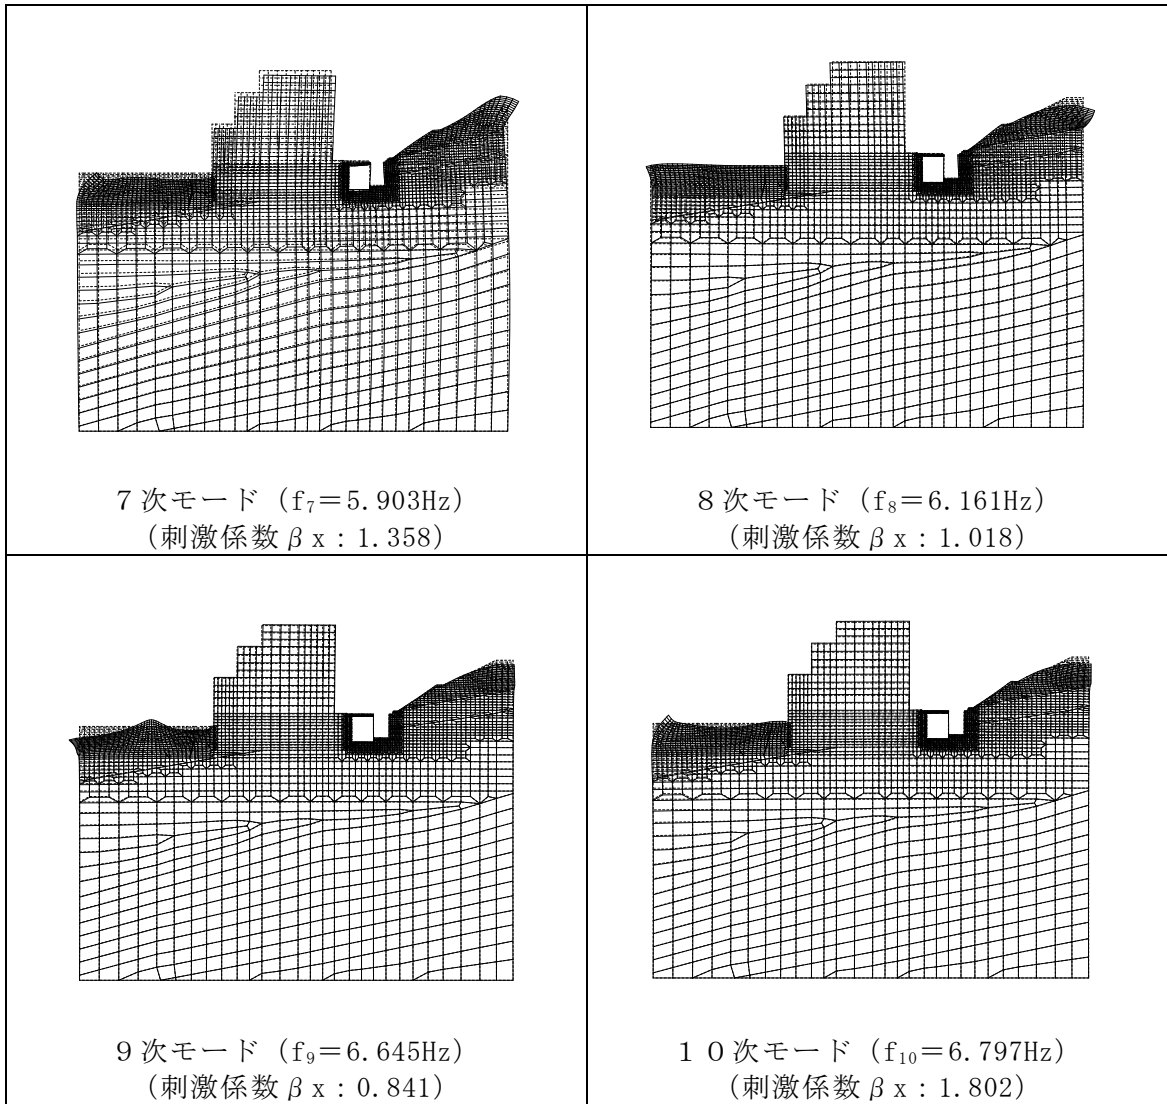 ７次モード（f₇＝5.903Hz）
（刺激係数βx：1.358）
８次モード（f₈＝6.161Hz）
（刺激係数βx：1.018）
９次モード（f₉＝6.645Hz）
（刺激係数βx：0.841）
１０次モード（f₁₀＝6.797Hz）
（刺激係数βx：1.802）